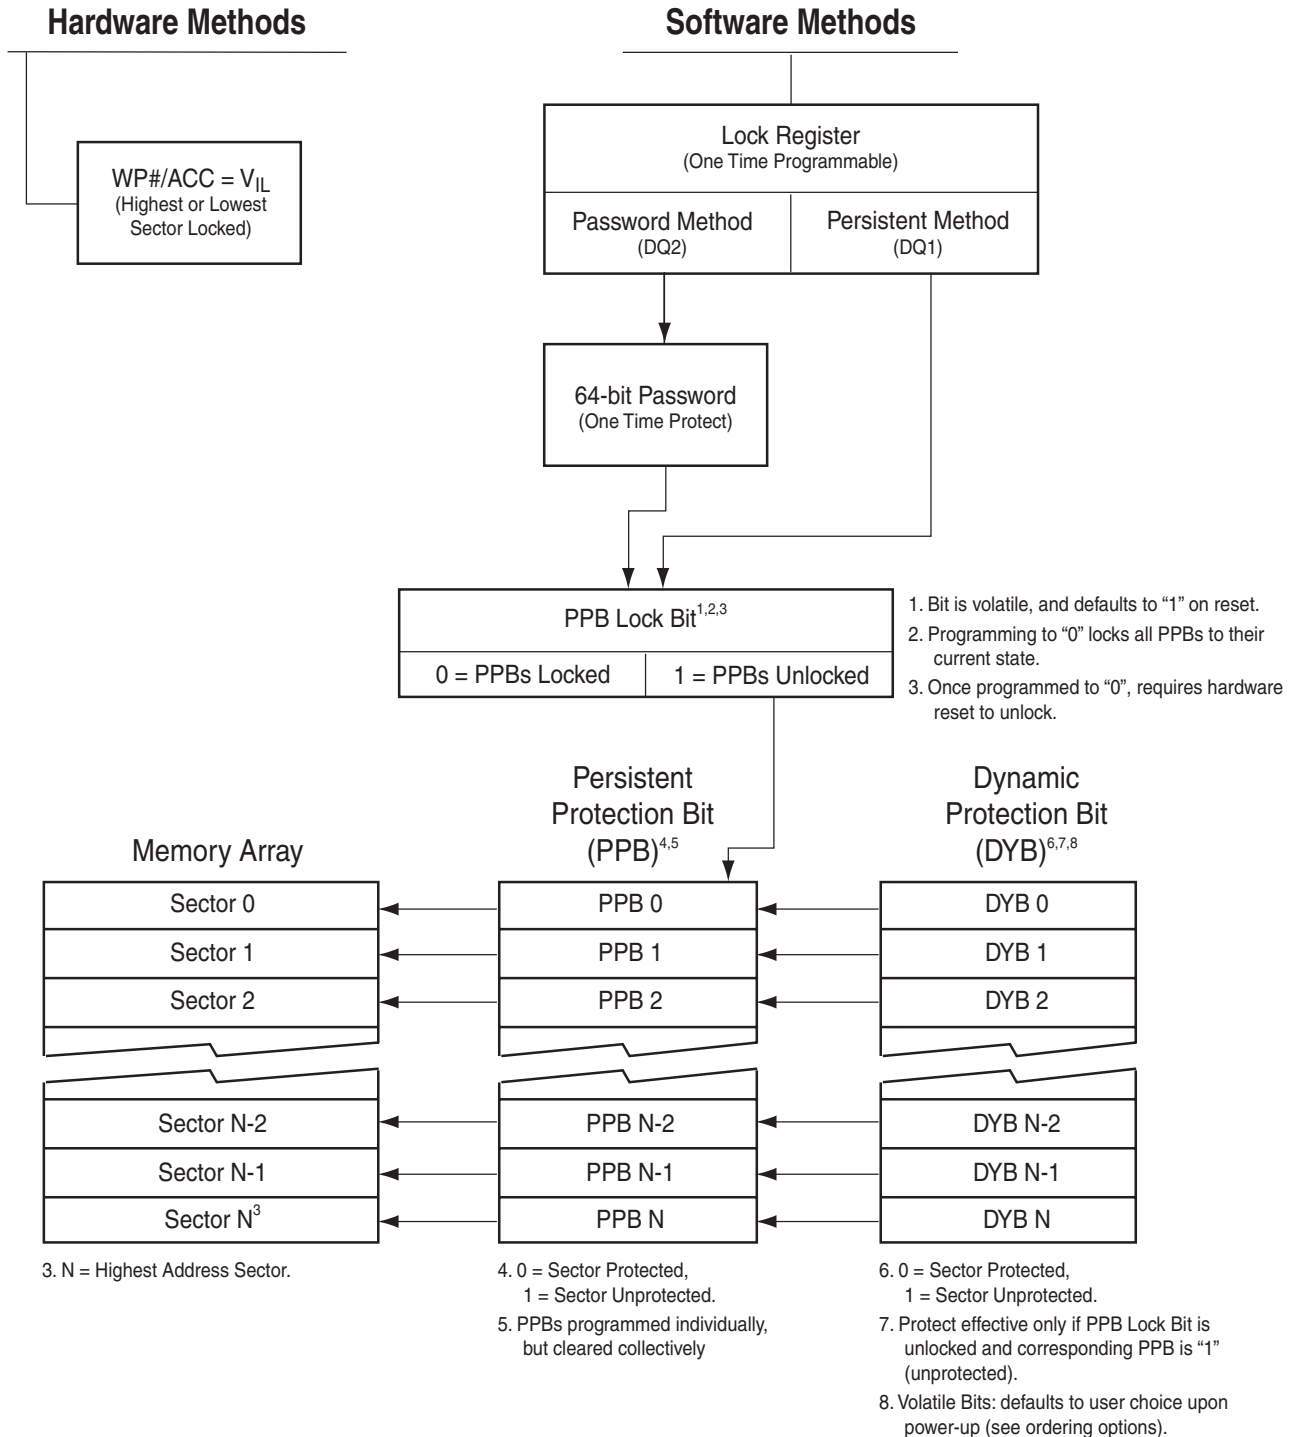 Hardware Methods
Software Methods
WP#/ACC = VIL
(Highest or Lowest
Sector Locked)
Lock Register
(One Time Programmable)
Password Method
(DQ2)
Persistent Method
(DQ1)
64-bit Password
(One Time Protect)
PPB Lock Bit1,2,3
0 = PPBs Locked
1 = PPBs Unlocked
1. Bit is volatile, and defaults to “1” on reset.
2. Programming to “0” locks all PPBs to their
current state.
3. Once programmed to “0”, requires hardware
reset to unlock.
Memory Array
Sector 0
Sector 1
Sector 2
Sector N-2
Sector N-1
Sector N3
3. N = Highest Address Sector.
Persistent
Protection Bit
(PPB)4,5
PPB 0
PPB 1
PPB 2
PPB N-2
PPB N-1
PPB N
4. 0 = Sector Protected,
1 = Sector Unprotected.
5. PPBs programmed individually,
but cleared collectively
Dynamic
Protection Bit
(DYB)6,7,8
DYB 0
DYB 1
DYB 2
DYB N-2
DYB N-1
DYB N
6. 0 = Sector Protected,
1 = Sector Unprotected.
7. Protect effective only if PPB Lock Bit is
unlocked and corresponding PPB is “1”
(unprotected).
8. Volatile Bits: defaults to user choice upon
power-up (see ordering options).